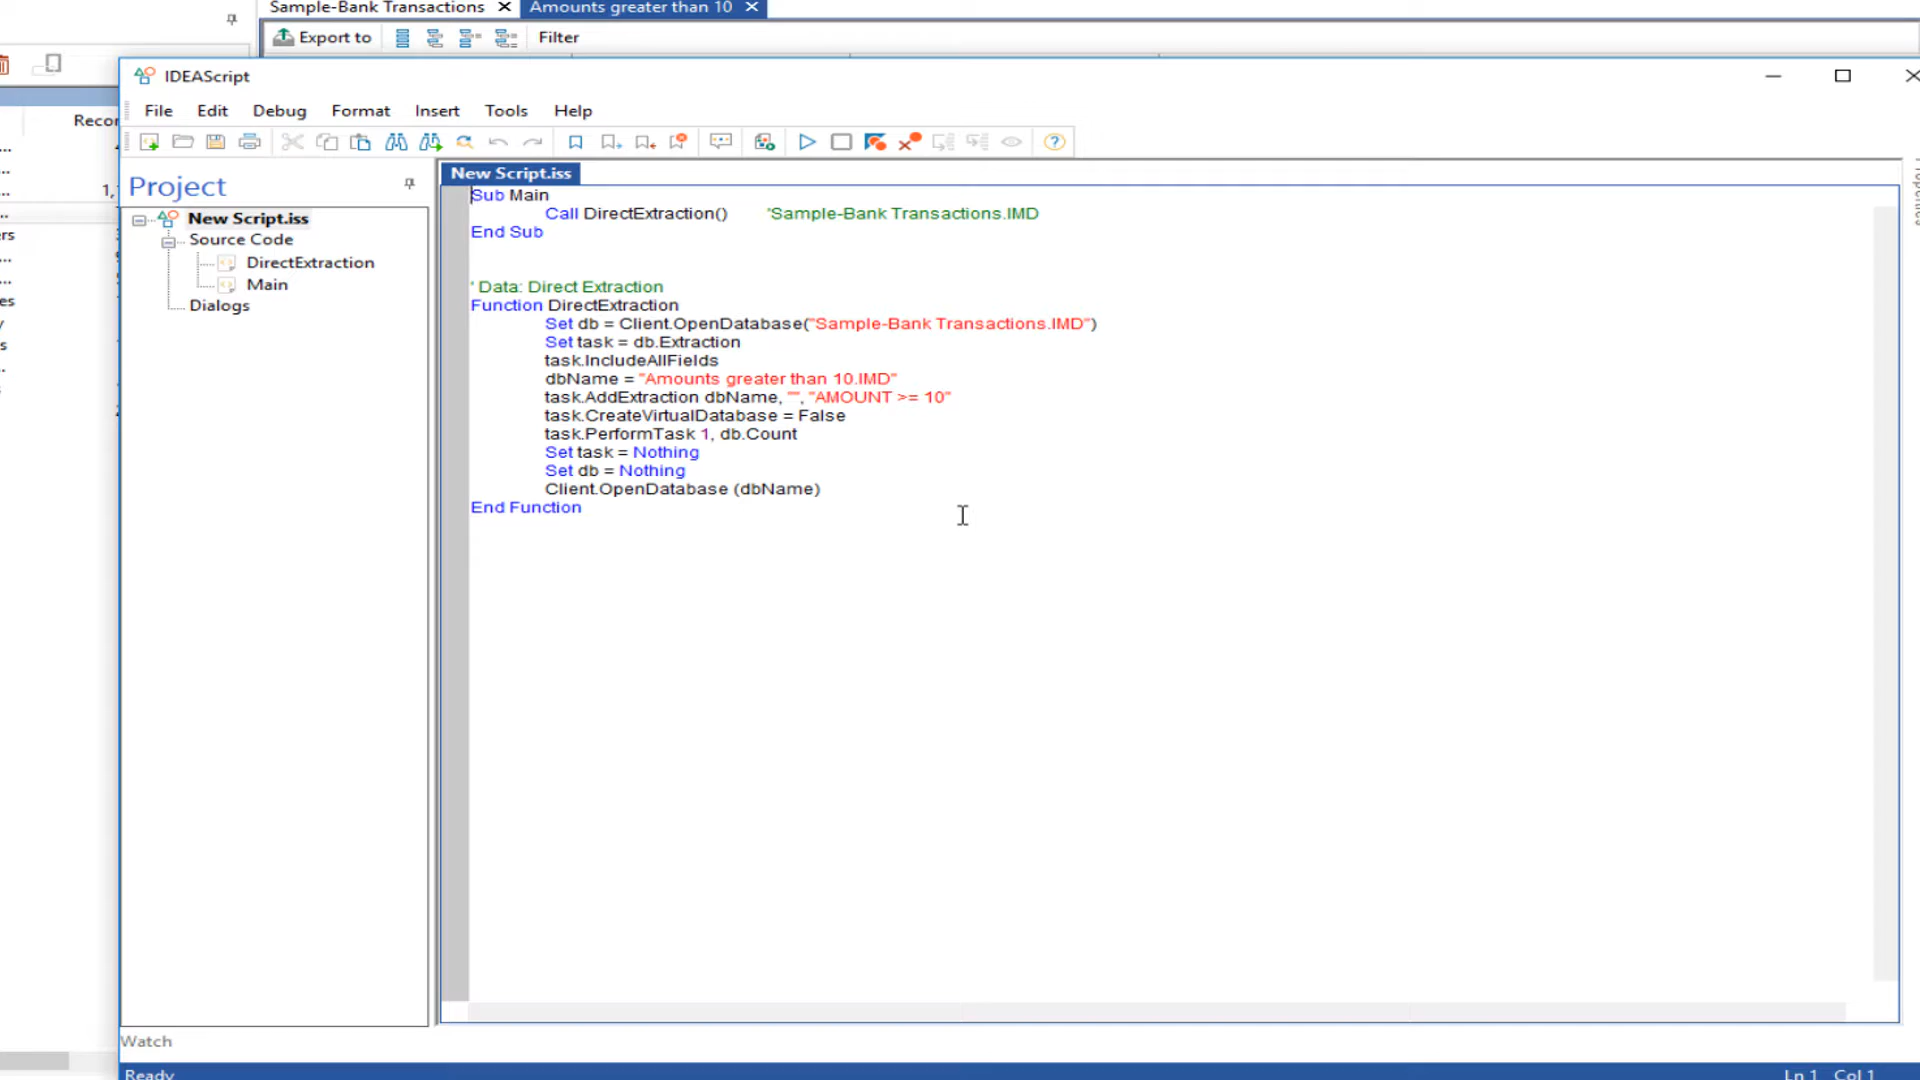 Sample-Bank Transactions
Amounts greater than 10
Export to
Filter
IDEAScript
File Edit Debug Format Insert Tools Help
Recor
...
...
1,
...
ers
...
...
es
y
s
...
Project
New Script.iss
Source Code
DirectExtraction
Main
Dialogs
New Script.iss
Sub Main
Call DirectExtraction() 'Sample-Bank Transactions.IMD
End Sub
' Data: Direct Extraction
Function DirectExtraction
Set db = Client.OpenDatabase("Sample-Bank Transactions.IMD")
Set task = db.Extraction
task.IncludeAllFields
dbName = "Amounts greater than 10.IMD"
task.AddExtraction dbName, "", "AMOUNT >= 10"
task.CreateVirtualDatabase = False
task.PerformTask 1, db.Count
Set task = Nothing
Set db = Nothing
Client.OpenDatabase (dbName)
End Function
Watch
Ready
Ln 1 Col 1